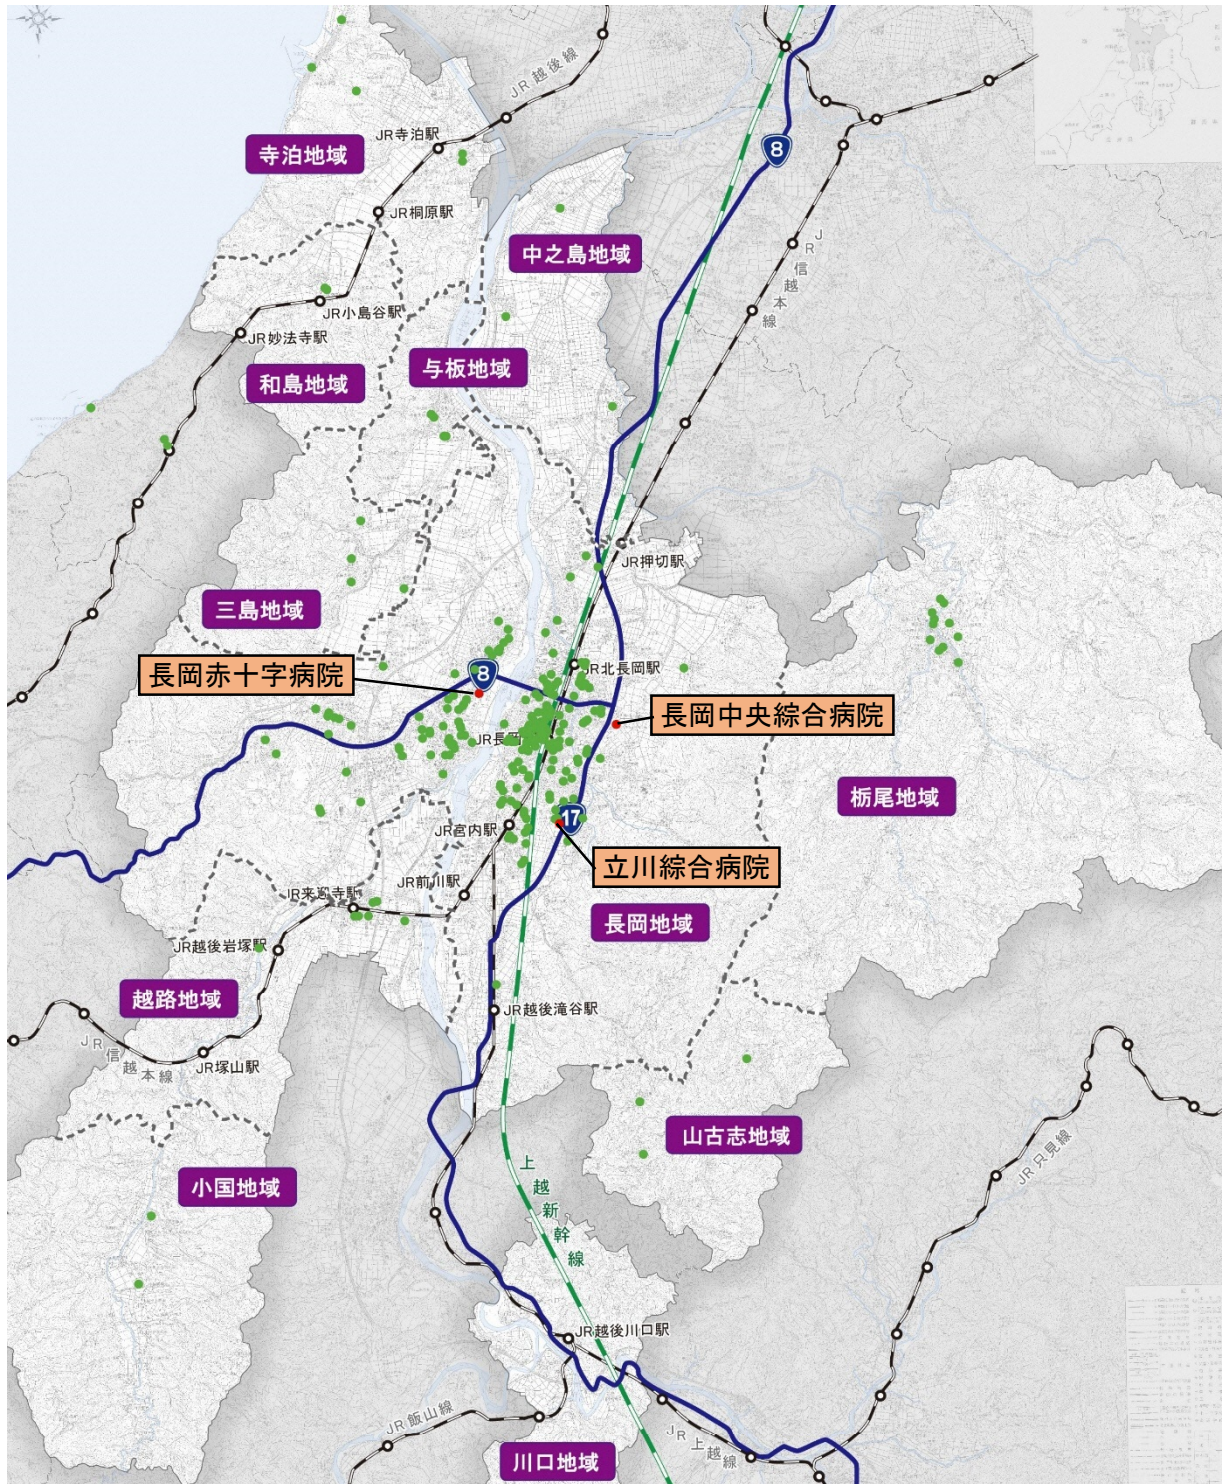 JR越後線
JR寺泊駅
8
寺泊地域
JR桐原駅
中之島地域
JR信越本線
JR小島谷駅
JR妙法寺駅
与板地域
和島地域
JR押切駅
三島地域
長岡赤十字病院
8
JR北長岡駅
長岡中央綜合病院
JR長岡
栃尾地域
17
JR宮内駅
立川綜合病院
JR前川駅
JR来迎寺駅
長岡地域
JR越後岩塚駅
越路地域
JR越後滝谷駅
JR信越本線
JR塚山駅
山古志地域
JR只見線
小国地域
上越新幹線
JR越後川口駅
JR飯山線
JR上越線
川口地域